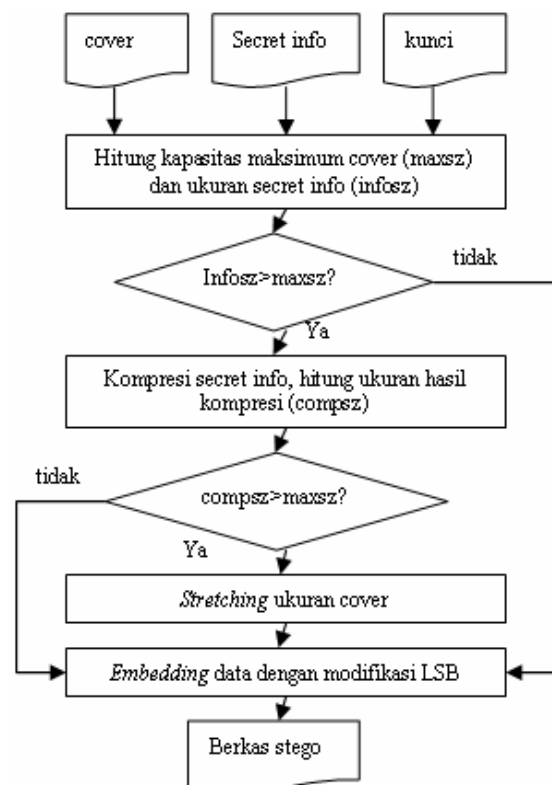 cover
Secret info
kunci
Hitung kapasitas maksimum cover (maxsz)
dan ukuran secret info (infosz)
Infosz>maxsz?
tidak
Ya
Kompresi secret info, hitung ukuran hasil
kompresi (compsz)
tidak
compsz>maxsz?
Ya
Stretching ukuran cover
Embedding data dengan modifikasi LSB
Berkas stego